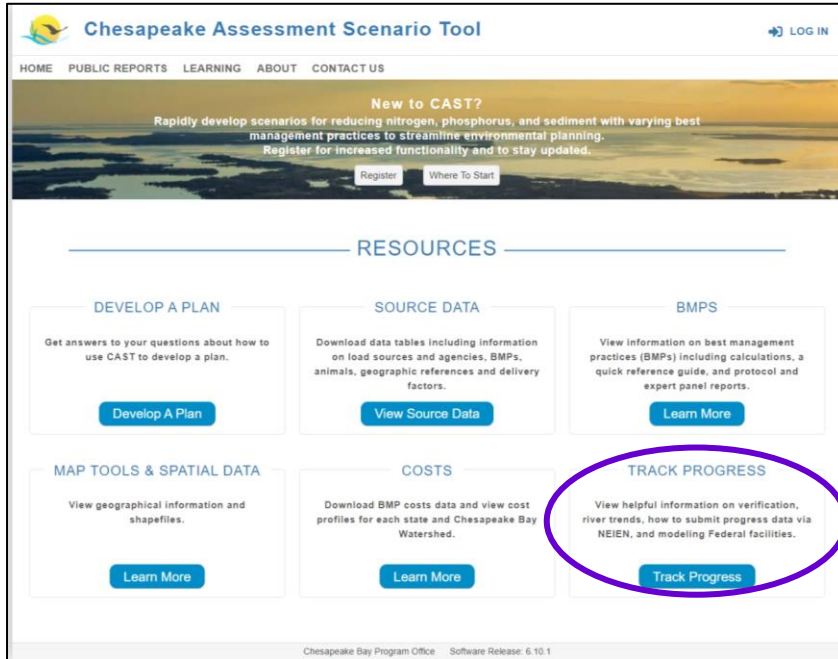 Chesapeake Assessment Scenario Tool
LOG IN
HOME PUBLIC REPORTS LEARNING ABOUT CONTACT US
New to CAST?
Rapidly develop scenarios for reducing nitrogen, phosphorus, and sediment with varying best
management practices to streamline environmental planning.
Register for increased functionality and to stay updated.
Register Where To Start
RESOURCES
DEVELOP A PLAN
Get answers to your questions about how to
use CAST to develop a plan.
Develop A Plan
SOURCE DATA
Download data tables including information
on load sources and agencies, BMPs,
animals, geographic references and delivery
factors.
View Source Data
BMPS
View information on best management
practices (BMPs) including calculations, a
quick reference guide, and protocol and
expert panel reports.
Learn More
MAP TOOLS & SPATIAL DATA
View geographical information and
shapefiles.
Learn More
COSTS
Download BMP costs data and view cost
profiles for each state and Chesapeake Bay
Watershed.
Learn More
TRACK PROGRESS
View helpful information on verification,
river trends, how to submit progress data via
NEIEN, and modeling Federal facilities.
Track Progress
Chesapeake Bay Program Office Software Release: 6.10.1